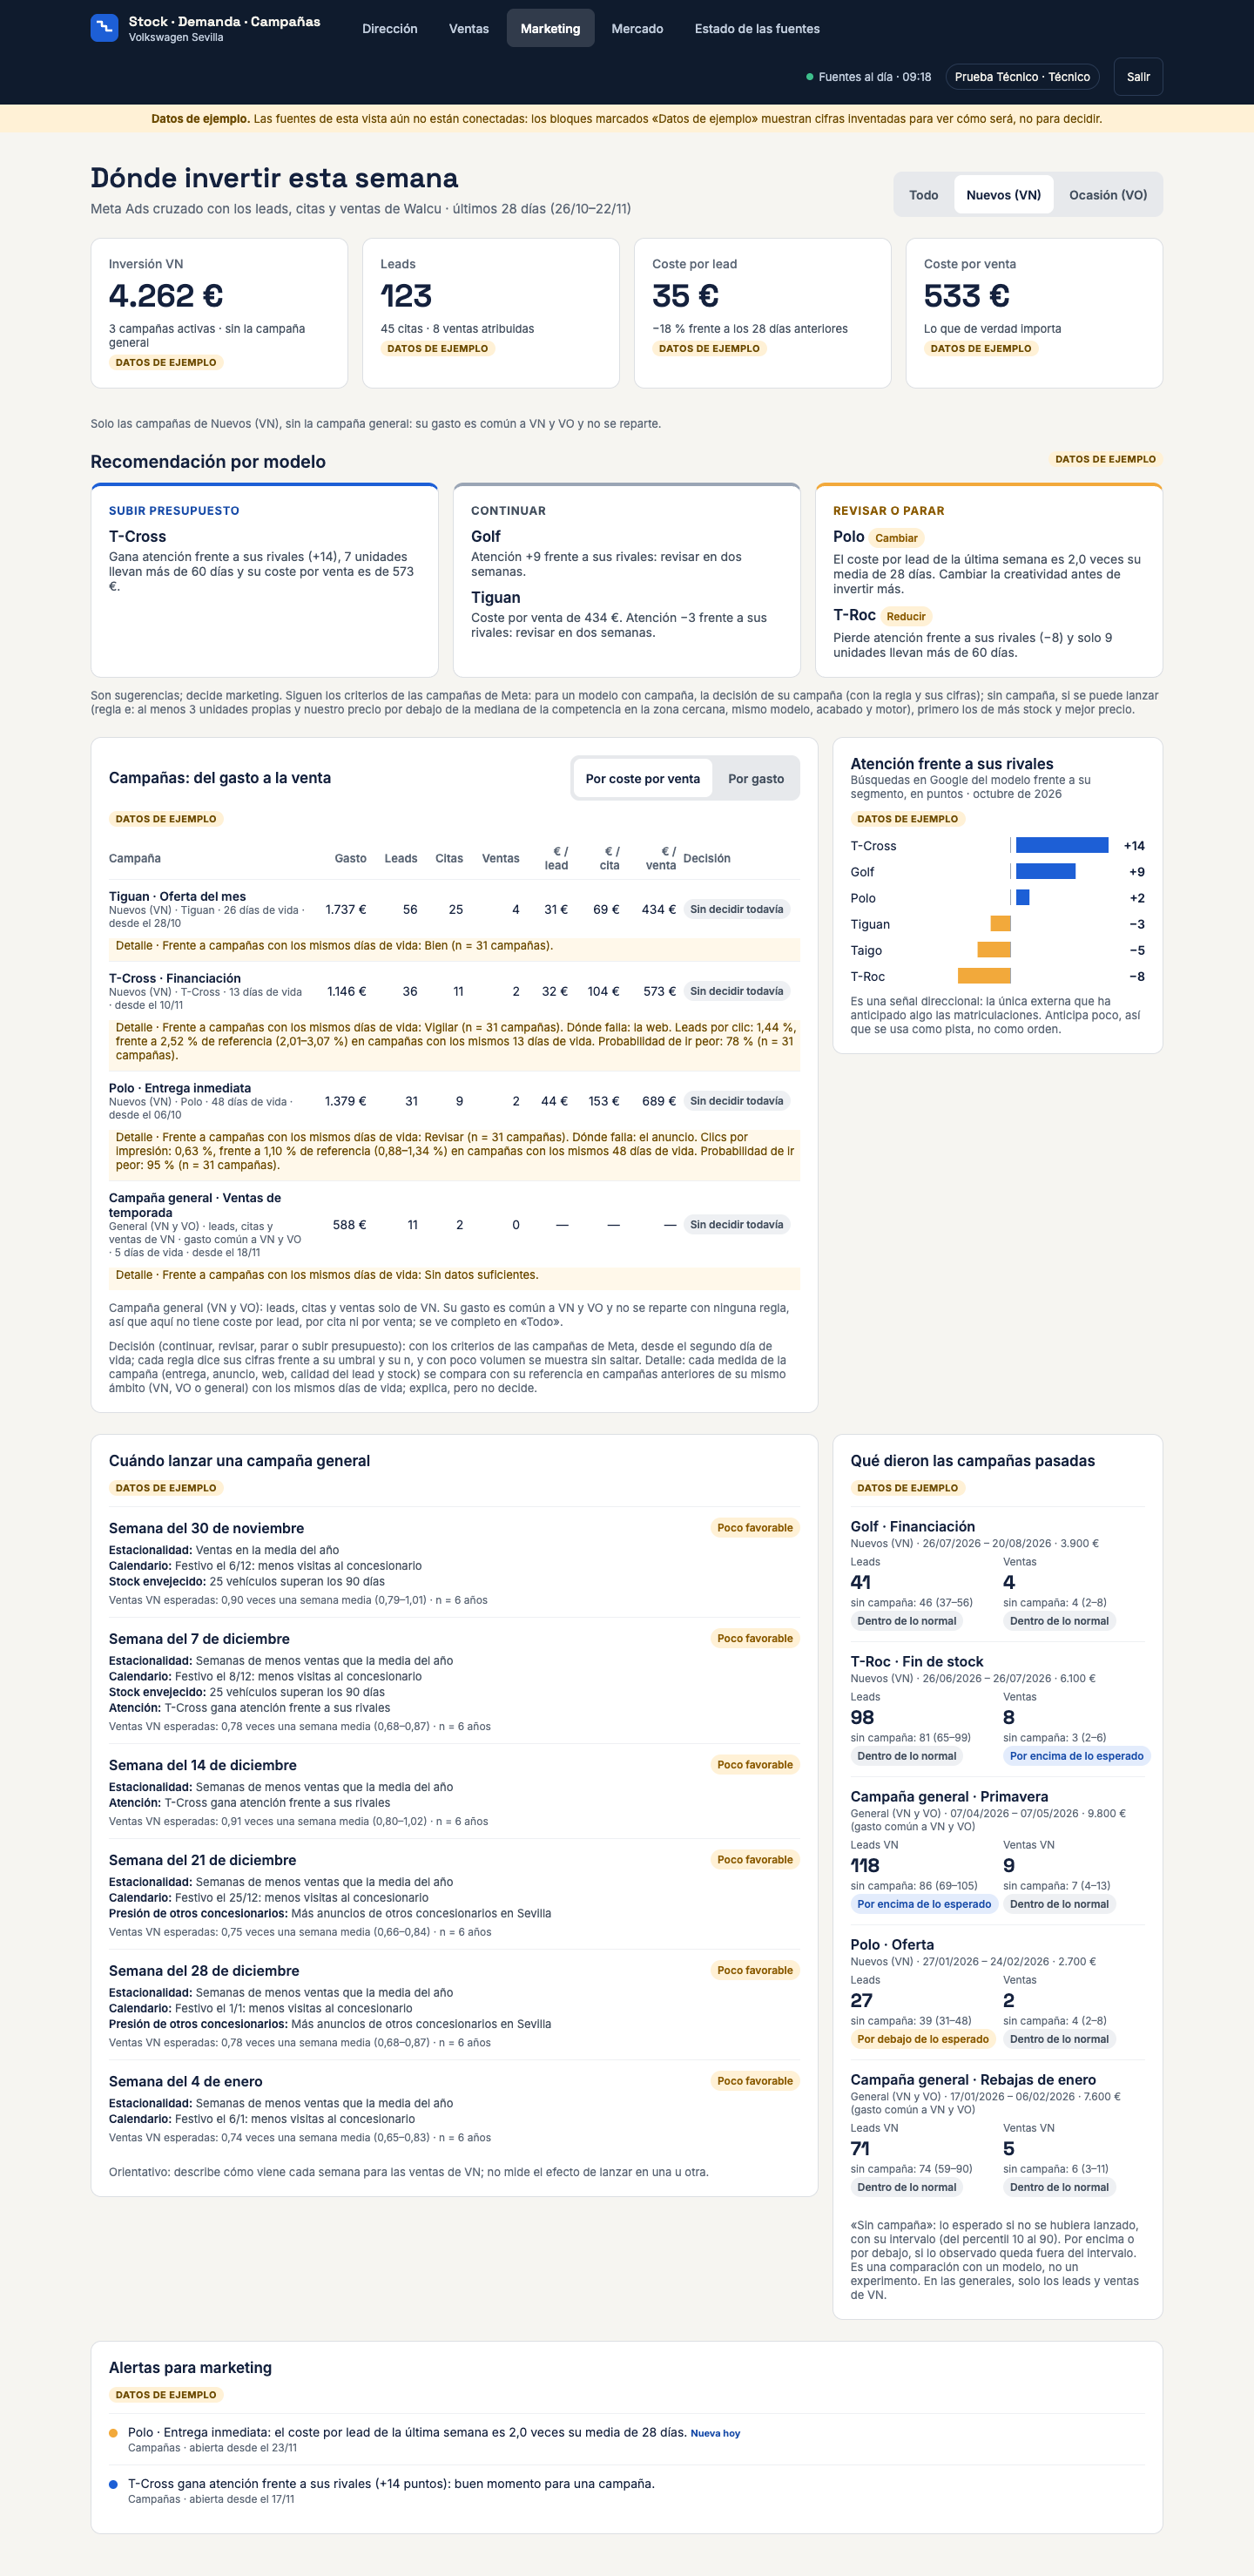 Stock · Demanda · Campañas
Volkswagen Sevilla
Dirección
Ventas
Marketing
Mercado
Estado de las fuentes
Fuentes al día · 09:18
Prueba Técnico · Técnico
Salir
Datos de ejemplo. Las fuentes de esta vista aún no están conectadas: los bloques marcados «Datos de ejemplo» muestran cifras inventadas para ver cómo será, no para decidir.
Dónde invertir esta semana
Meta Ads cruzado con los leads, citas y ventas de Walcu · últimos 28 días (26/10–22/11)
Todo
Nuevos (VN)
Ocasión (VO)
Inversión VN
4.262 €
3 campañas activas · sin la campaña
general
DATOS DE EJEMPLO
Leads
123
45 citas · 8 ventas atribuidas
DATOS DE EJEMPLO
Coste por lead
35 €
−18 % frente a los 28 días anteriores
DATOS DE EJEMPLO
Coste por venta
533 €
Lo que de verdad importa
DATOS DE EJEMPLO
Solo las campañas de Nuevos (VN), sin la campaña general: su gasto es común a VN y VO y no se reparte.
Recomendación por modelo
DATOS DE EJEMPLO
SUBIR PRESUPUESTO
T-Cross
Gana atención frente a sus rivales (+14), 7 unidades
llevan más de 60 días y su coste por venta es de 573
€.
CONTINUAR
Golf
Atención +9 frente a sus rivales: revisar en dos
semanas.
Tiguan
Coste por venta de 434 €. Atención −3 frente a sus
rivales: revisar en dos semanas.
REVISAR O PARAR
Polo Cambiar
El coste por lead de la última semana es 2,0 veces su
media de 28 días. Cambiar la creatividad antes de
invertir más.
T-Roc Reducir
Pierde atención frente a sus rivales (−8) y solo 9
unidades llevan más de 60 días.
Son sugerencias; decide marketing. Siguen los criterios de las campañas de Meta: para un modelo con campaña, la decisión de su campaña (con la regla y sus cifras); sin campaña, si se puede lanzar
(regla e: al menos 3 unidades propias y nuestro precio por debajo de la mediana de la competencia en la zona cercana, mismo modelo, acabado y motor), primero los de más stock y mejor precio.
Campañas: del gasto a la venta
Por coste por venta
Por gasto
DATOS DE EJEMPLO
Campaña Gasto Leads Citas Ventas € / lead € / cita € / venta Decisión
Tiguan · Oferta del mes
Nuevos (VN) · Tiguan · 26 días de vida ·
desde el 28/10
1.737 € 56 25 4 31 € 69 € 434 € Sin decidir todavía
Detalle · Frente a campañas con los mismos días de vida: Bien (n = 31 campañas).
T-Cross · Financiación
Nuevos (VN) · T-Cross · 13 días de vida
· desde el 10/11
1.146 € 36 11 2 32 € 104 € 573 € Sin decidir todavía
Detalle · Frente a campañas con los mismos días de vida: Vigilar (n = 31 campañas). Dónde falla: la web. Leads por clic: 1,44 %,
frente a 2,52 % de referencia (2,01–3,07 %) en campañas con los mismos 13 días de vida. Probabilidad de ir peor: 78 % (n = 31
campañas).
Polo · Entrega inmediata
Nuevos (VN) · Polo · 48 días de vida ·
desde el 06/10
1.379 € 31 9 2 44 € 153 € 689 € Sin decidir todavía
Detalle · Frente a campañas con los mismos días de vida: Revisar (n = 31 campañas). Dónde falla: el anuncio. Clics por
impresión: 0,63 %, frente a 1,10 % de referencia (0,88–1,34 %) en campañas con los mismos 48 días de vida. Probabilidad de ir
peor: 95 % (n = 31 campañas).
Campaña general · Ventas de
temporada
General (VN y VO) · leads, citas y
ventas de VN · gasto común a VN y VO
· 5 días de vida · desde el 18/11
588 € 11 2 0 — — — Sin decidir todavía
Detalle · Frente a campañas con los mismos días de vida: Sin datos suficientes.
Campaña general (VN y VO): leads, citas y ventas solo de VN. Su gasto es común a VN y VO y no se reparte con ninguna regla,
así que aquí no tiene coste por lead, por cita ni por venta; se ve completo en «Todo».
Decisión (continuar, revisar, parar o subir presupuesto): con los criterios de las campañas de Meta, desde el segundo día de
vida; cada regla dice sus cifras frente a su umbral y su n, y con poco volumen se muestra sin saltar. Detalle: cada medida de la
campaña (entrega, anuncio, web, calidad del lead y stock) se compara con su referencia en campañas anteriores de su mismo
ámbito (VN, VO o general) con los mismos días de vida; explica, pero no decide.
Atención frente a sus rivales
Búsquedas en Google del modelo frente a su
segmento, en puntos · octubre de 2026
DATOS DE EJEMPLO
T-Cross +14
Golf +9
Polo +2
Tiguan −3
Taigo −5
T-Roc −8
Es una señal direccional: la única externa que ha
anticipado algo las matriculaciones. Anticipa poco, así
que se usa como pista, no como orden.
Cuándo lanzar una campaña general
DATOS DE EJEMPLO
Semana del 30 de noviembre
Poco favorable
Estacionalidad: Ventas en la media del año
Calendario: Festivo el 6/12: menos visitas al concesionario
Stock envejecido: 25 vehículos superan los 90 días
Ventas VN esperadas: 0,90 veces una semana media (0,79–1,01) · n = 6 años
Semana del 7 de diciembre
Poco favorable
Estacionalidad: Semanas de menos ventas que la media del año
Calendario: Festivo el 8/12: menos visitas al concesionario
Stock envejecido: 25 vehículos superan los 90 días
Atención: T-Cross gana atención frente a sus rivales
Ventas VN esperadas: 0,78 veces una semana media (0,68–0,87) · n = 6 años
Semana del 14 de diciembre
Poco favorable
Estacionalidad: Semanas de menos ventas que la media del año
Atención: T-Cross gana atención frente a sus rivales
Ventas VN esperadas: 0,91 veces una semana media (0,80–1,02) · n = 6 años
Semana del 21 de diciembre
Poco favorable
Estacionalidad: Semanas de menos ventas que la media del año
Calendario: Festivo el 25/12: menos visitas al concesionario
Presión de otros concesionarios: Más anuncios de otros concesionarios en Sevilla
Ventas VN esperadas: 0,75 veces una semana media (0,66–0,84) · n = 6 años
Semana del 28 de diciembre
Poco favorable
Estacionalidad: Semanas de menos ventas que la media del año
Calendario: Festivo el 1/1: menos visitas al concesionario
Presión de otros concesionarios: Más anuncios de otros concesionarios en Sevilla
Ventas VN esperadas: 0,78 veces una semana media (0,68–0,87) · n = 6 años
Semana del 4 de enero
Poco favorable
Estacionalidad: Semanas de menos ventas que la media del año
Calendario: Festivo el 6/1: menos visitas al concesionario
Ventas VN esperadas: 0,74 veces una semana media (0,65–0,83) · n = 6 años
Orientativo: describe cómo viene cada semana para las ventas de VN; no mide el efecto de lanzar en una u otra.
Qué dieron las campañas pasadas
DATOS DE EJEMPLO
Golf · Financiación
Nuevos (VN) · 26/07/2026 – 20/08/2026 · 3.900 €
Leads Ventas
41 4
sin campaña: 46 (37–56) sin campaña: 4 (2–8)
Dentro de lo normal Dentro de lo normal
T-Roc · Fin de stock
Nuevos (VN) · 26/06/2026 – 26/07/2026 · 6.100 €
Leads Ventas
98 8
sin campaña: 81 (65–99) sin campaña: 3 (2–6)
Dentro de lo normal Por encima de lo esperado
Campaña general · Primavera
General (VN y VO) · 07/04/2026 – 07/05/2026 · 9.800 €
(gasto común a VN y VO)
Leads VN Ventas VN
118 9
sin campaña: 86 (69–105) sin campaña: 7 (4–13)
Por encima de lo esperado Dentro de lo normal
Polo · Oferta
Nuevos (VN) · 27/01/2026 – 24/02/2026 · 2.700 €
Leads Ventas
27 2
sin campaña: 39 (31–48) sin campaña: 4 (2–8)
Por debajo de lo esperado Dentro de lo normal
Campaña general · Rebajas de enero
General (VN y VO) · 17/01/2026 – 06/02/2026 · 7.600 €
(gasto común a VN y VO)
Leads VN Ventas VN
71 5
sin campaña: 74 (59–90) sin campaña: 6 (3–11)
Dentro de lo normal Dentro de lo normal
«Sin campaña»: lo esperado si no se hubiera lanzado,
con su intervalo (del percentil 10 al 90). Por encima o
por debajo, si lo observado queda fuera del intervalo.
Es una comparación con un modelo, no un
experimento. En las generales, solo los leads y ventas
de VN.
Alertas para marketing
DATOS DE EJEMPLO
Polo · Entrega inmediata: el coste por lead de la última semana es 2,0 veces su media de 28 días. Nueva hoy
Campañas · abierta desde el 23/11
T-Cross gana atención frente a sus rivales (+14 puntos): buen momento para una campaña.
Campañas · abierta desde el 17/11